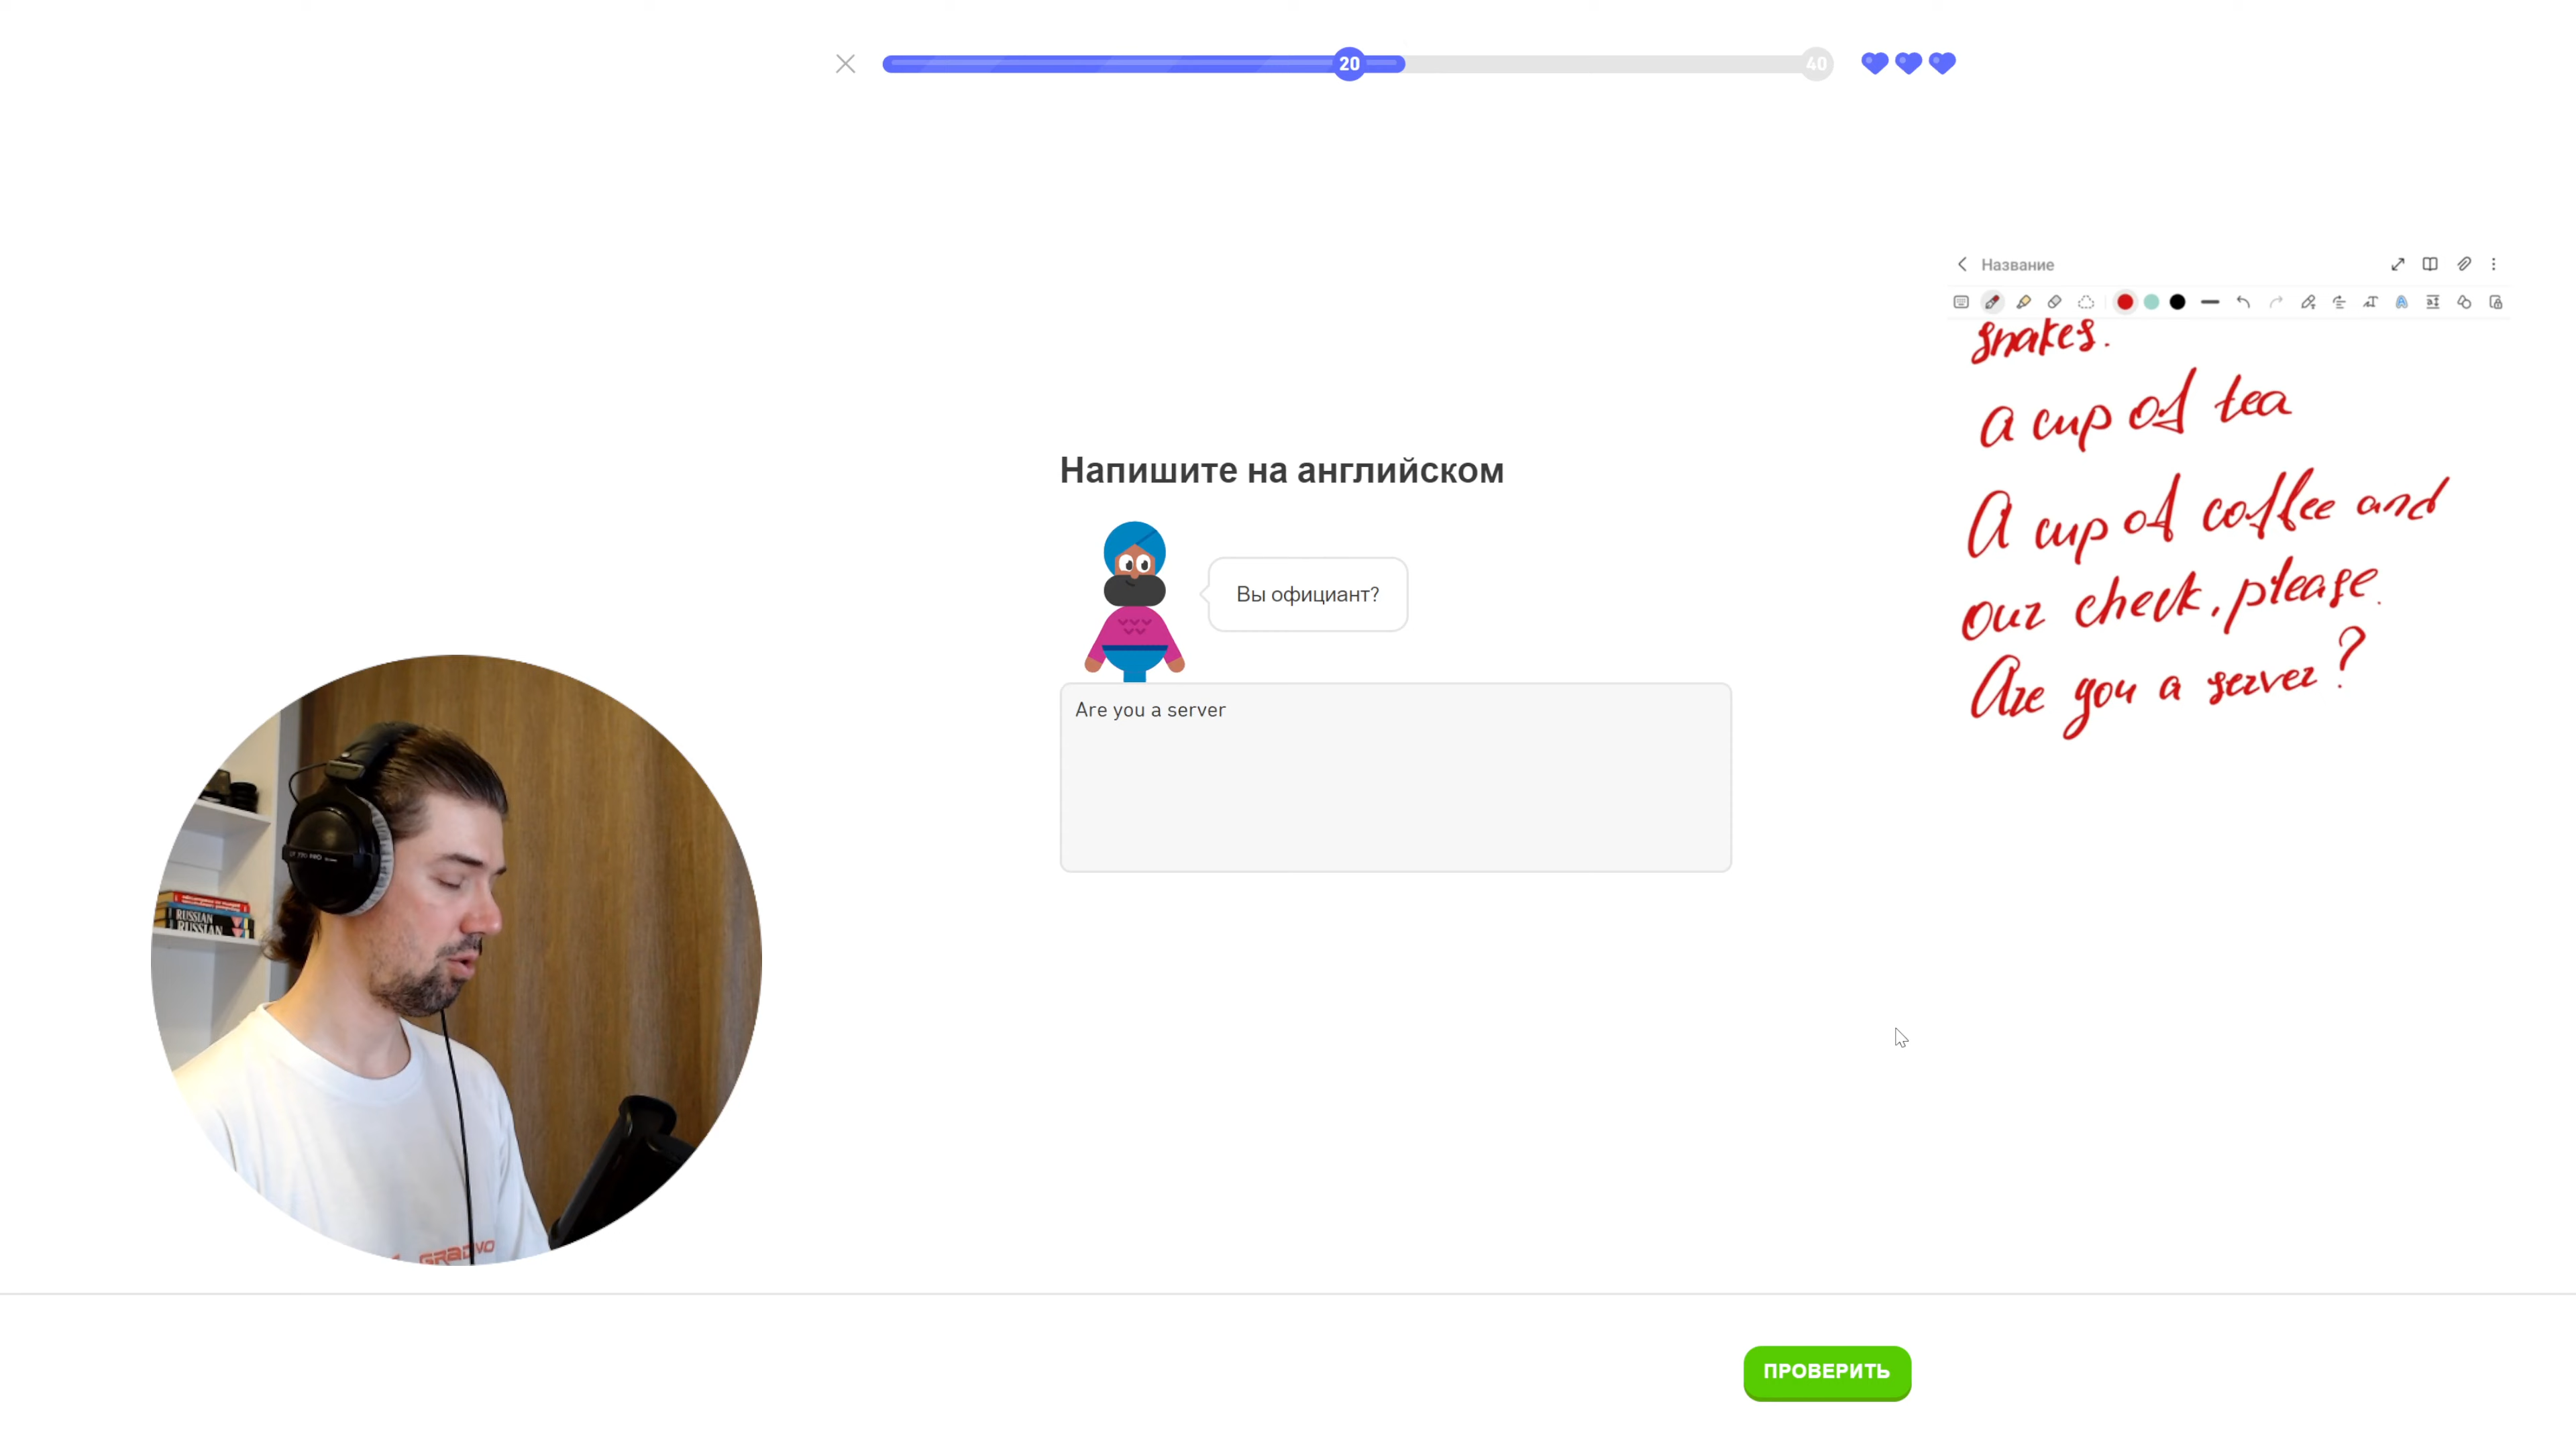 20
40
Название
snakes.
a cup of tea
A cup of coffee and
our check, please.
Are you a server?
Напишите на английском
Вы официант?
Are you a server
RUSSIAN
RUSSIAN
GRADIVO
ПРОВЕРИТЬ